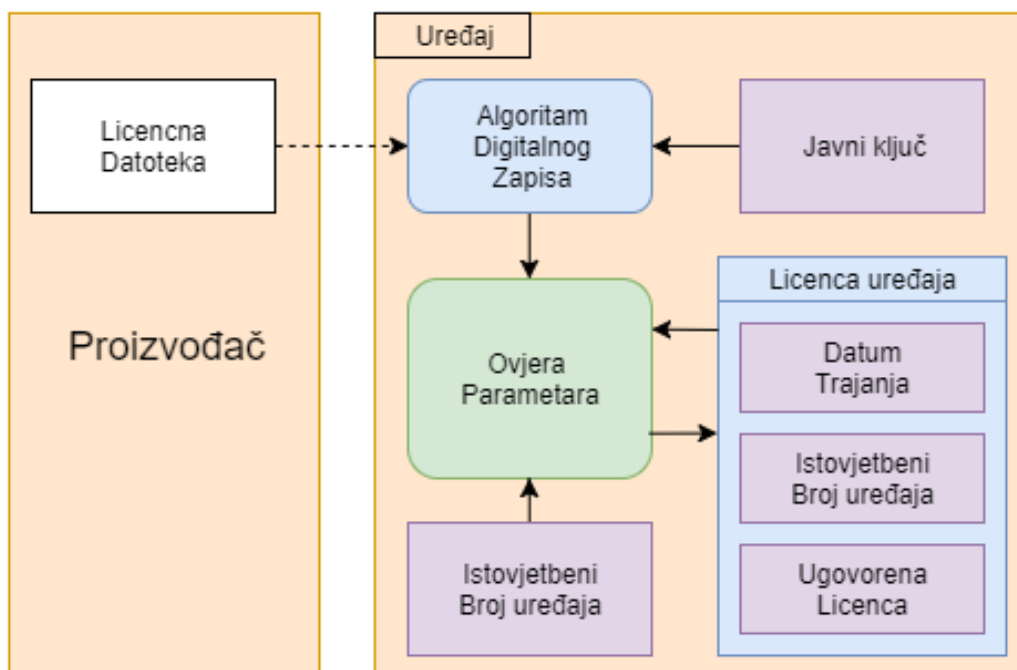 Uređaj
Licencna
Datoteka
Algoritam
Digitalnog
Zapisa
Javni ključ
Proizvođač
Ovjera
Parametara
Licenca uređaja
Datum
Trajanja
Istovjetbeni
Broj uređaja
Ugovorena
Licenca
Istovjetbeni
Broj uređaja